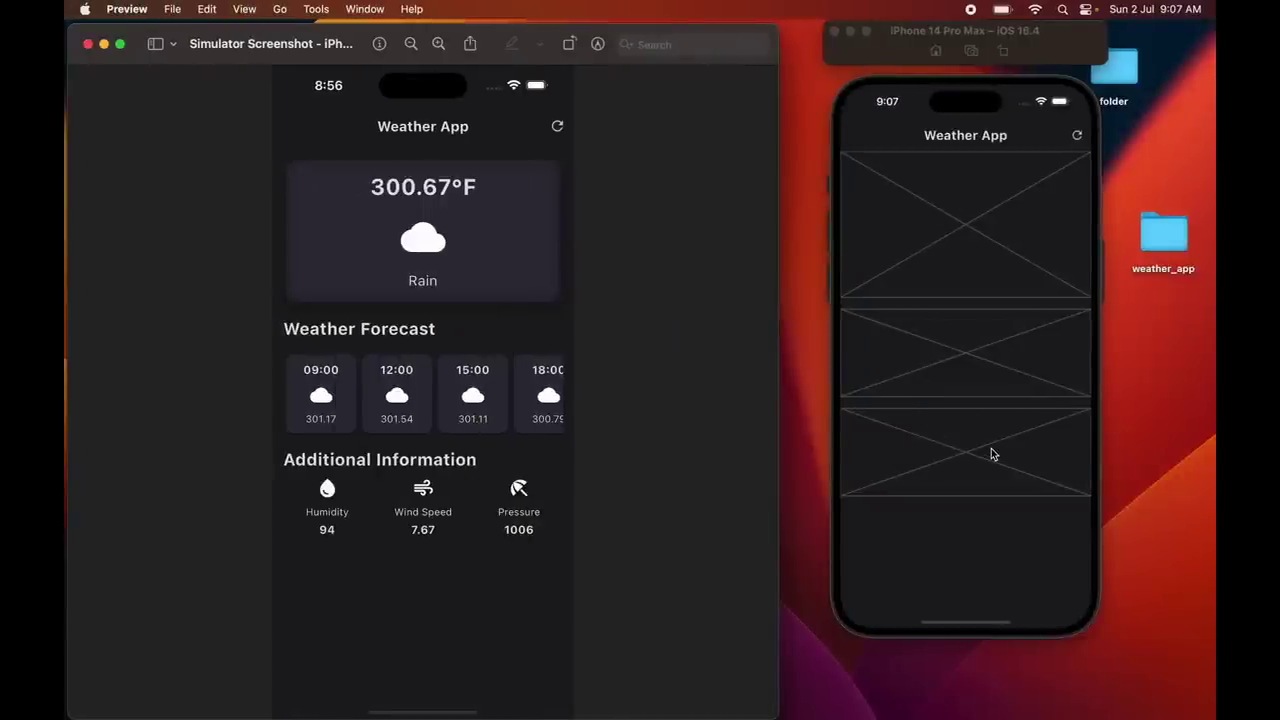 Preview File Edit View Go Tools Window Help Sun 2 Jul 9:07 AM
Simulator Screenshot - iPh... Search
8:56
Weather App
300.67°F
Rain
Weather Forecast
09:00 12:00 15:00 18:00
301.17 301.54 301.11 300.79
Additional Information
Humidity Wind Speed Pressure
94 7.67 1006
iPhone 14 Pro Max – iOS 16.4
9:07
Weather App
folder
weather_app